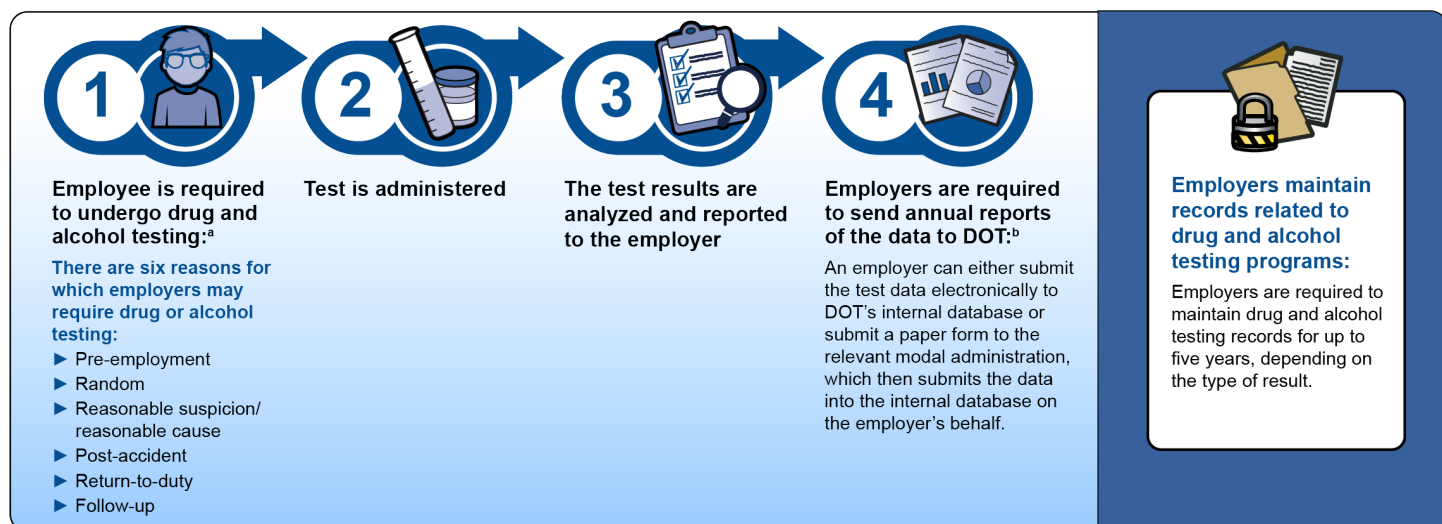 1
Employee is required
to undergo drug and
alcohol testing:ᵃ
There are six reasons for
which employers may
require drug or alcohol
testing:
► Pre-employment
► Random
► Reasonable suspicion/
reasonable cause
► Post-accident
► Return-to-duty
► Follow-up
2
Test is administered
3
The test results are
analyzed and reported
to the employer
4
Employers are required
to send annual reports
of the data to DOT:ᵇ
An employer can either submit
the test data electronically to
DOT’s internal database or
submit a paper form to the
relevant modal administration,
which then submits the data
into the internal database on
the employer’s behalf.
Employers maintain
records related to
drug and alcohol
testing programs:
Employers are required to
maintain drug and alcohol
testing records for up to
five years, depending on
the type of result.